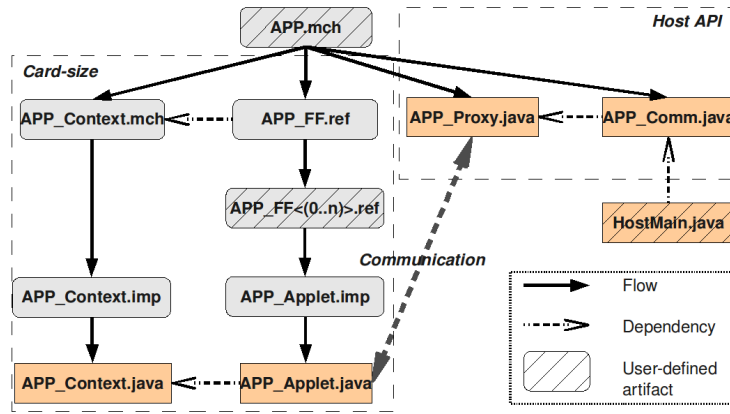 APP.mch
Host API
Card-size
APP_Context.mch
APP_FF.ref
APP_Proxy.java
APP_Comm.java
APP_FF<(0..n)>.ref
HostMain.java
Communication
APP_Context.imp
APP_Applet.imp
APP_Context.java
APP_Applet.java
Flow
Dependency
User-defined
artifact